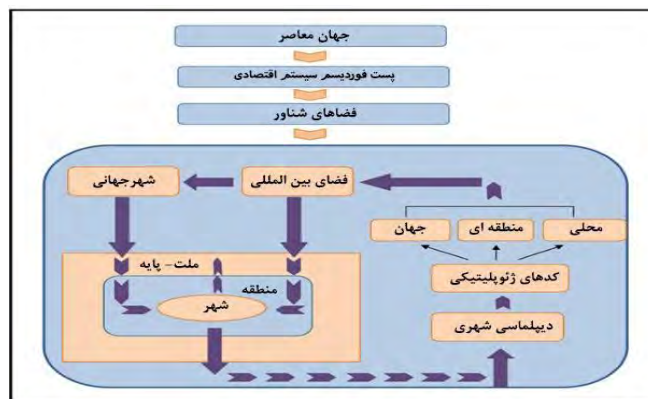 جهان معاصر
پست فوردیسم سیستم اقتصادی
فضاهای شناور
فضای بین المللی
شهرجهانی
محلی
منطقه ای
جهان
کدهای ژئوپلیتیکی
دیپلماسی شهری
ملت- پایه
منطقه
شهر